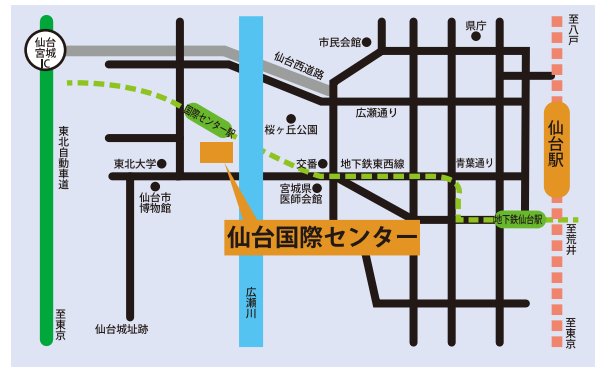 仙台
宮城
IC
東北自動車道
至東京
国際センター駅
東北大学
仙台市
博物館
仙台城址跡
仙台西道路
桜ヶ丘公園
広瀬川
仙台国際センター
市民会館
広瀬通り
交番
地下鉄東西線
宮城県
医師会館
県庁
青葉通り
地下鉄仙台駅
至八戸
仙台駅
至荒井
至東京